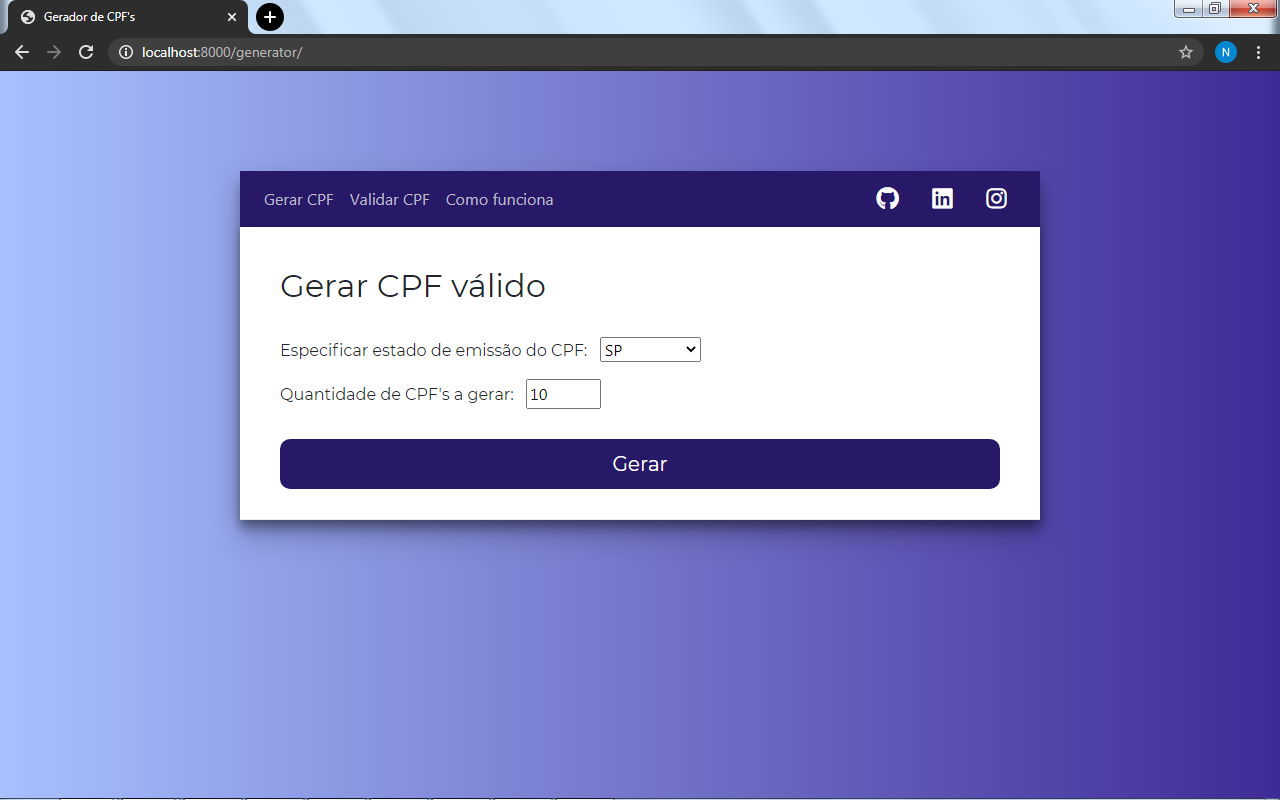 Gerador de CPF's
localhost:8000/generator/
N
Gerar CPF Validar CPF Como funciona
Gerar CPF válido
Especificar estado de emissão do CPF: SP
Quantidade de CPF's a gerar: 10
Gerar